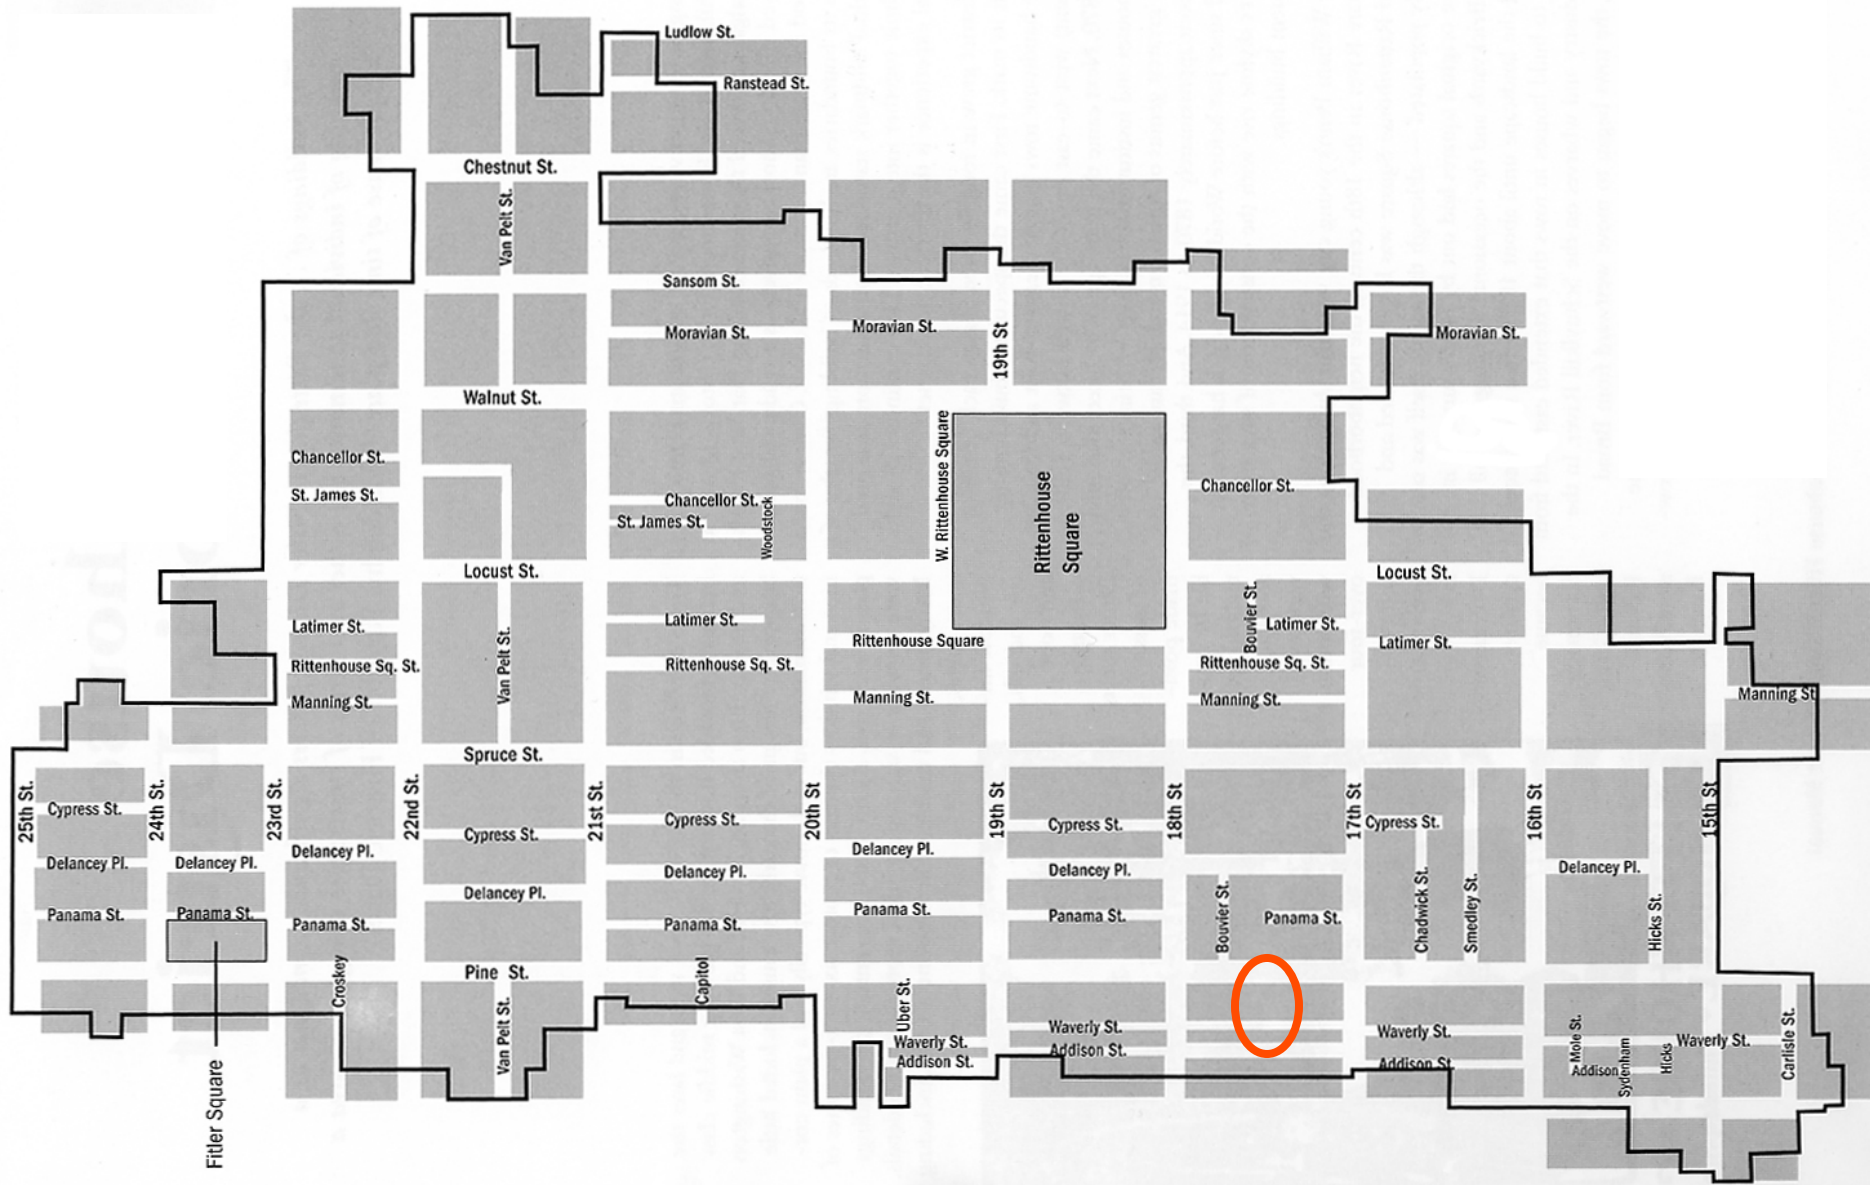 Ludlow St.
Ranstead St.
Chestnut St.
Van Pelt St.
Sansom St.
Moravian St.
Moravian St.
19th St
Moravian St.
Walnut St.
Chancellor St.
St. James St.
Chancellor St.
St. James St.
Woodstock
W. Rittenhouse Square
Rittenhouse
Square
Chancellor St.
Locust St.
Locust St.
Latimer St.
Rittenhouse Sq. St.
Manning St.
Van Pelt St.
Latimer St.
Rittenhouse Sq. St.
Rittenhouse Square
Manning St.
Bouvier St.
Latimer St.
Rittenhouse Sq. St.
Manning St.
Latimer St.
Manning St.
Spruce St.
25th St.
24th St.
23rd St.
22nd St.
21st St.
20th St
19th St
18th St
17th St
16th St
15th St
Cypress St.
Delancey Pl.
Panama St.
Delancey Pl.
Panama St.
Delancey Pl.
Panama St.
Cypress St.
Delancey Pl.
Cypress St.
Delancey Pl.
Panama St.
Delancey Pl.
Panama St.
Cypress St.
Delancey Pl.
Panama St.
Bouvier St.
Panama St.
Cypress St.
Chadwick St.
Smedley St.
Delancey Pl.
Hicks St.
Pine St.
Croskey
Van Pelt St.
Capitol
Uber St.
Waverly St.
Addison St.
Waverly St.
Addison St.
Waverly St.
Addison St.
Mole St.
Addison
Sydenham
Hicks
Waverly St.
Carlisle St.
Fitler Square